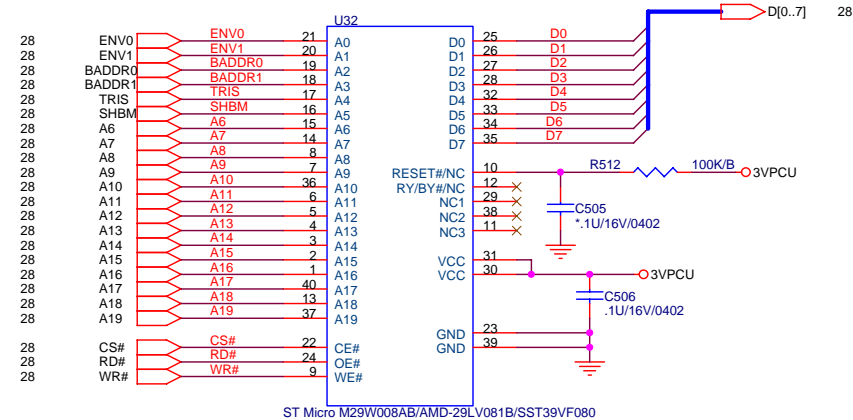 U32
D[0..7] 28
28 ENV0 ENV0 21 A0 D0 25 D0
28 ENV1 ENV1 20 A1 D1 26 D1
28 BADDR0 BADDR0 19 A2 D2 27 D2
28 BADDR1 BADDR1 18 A3 D3 28 D3
28 TRIS TRIS 17 A4 D4 32 D4
28 SHBM SHBM 16 A5 D5 33 D5
28 A6 A6 15 A6 D6 34 D6
28 A7 A7 14 A7 D7 35 D7
28 A8 A8 8 A8
28 A9 A9 7 A9 RESET#/NC 10 R512 100K/B 3VPCU
28 A10 A10 36 A10 RY/BY#/NC 12
28 A11 A11 6 A11 NC1 29
28 A12 A12 5 A12 NC2 38 C505
28 A13 A13 4 A13 NC3 11 *.1U/16V/0402
28 A14 A14 3 A14
28 A15 A15 2 A15 VCC 31
28 A16 A16 1 A16 VCC 30 3VPCU
28 A17 A17 40 A17
28 A18 A18 13 A18 C506
28 A19 A19 37 A19 .1U/16V/0402
GND 23
28 CS# CS# 22 CE# GND 39
28 RD# RD# 24 OE#
28 WR# WR# 9 WE#
ST Micro M29W008AB/AMD-29LV081B/SST39VF080